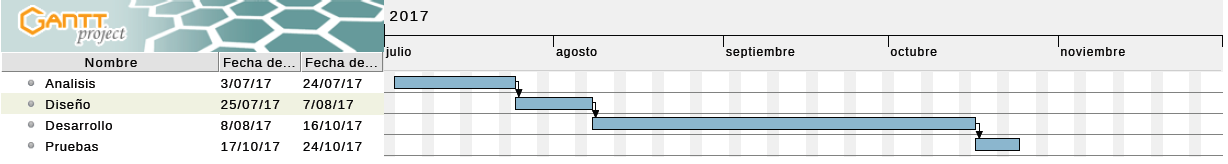 GANTT
project
2017
julio agosto septiembre octubre noviembre
Nombre Fecha de... Fecha de...
Analisis 3/07/17 24/07/17
Diseño 25/07/17 7/08/17
Desarrollo 8/08/17 16/10/17
Pruebas 17/10/17 24/10/17